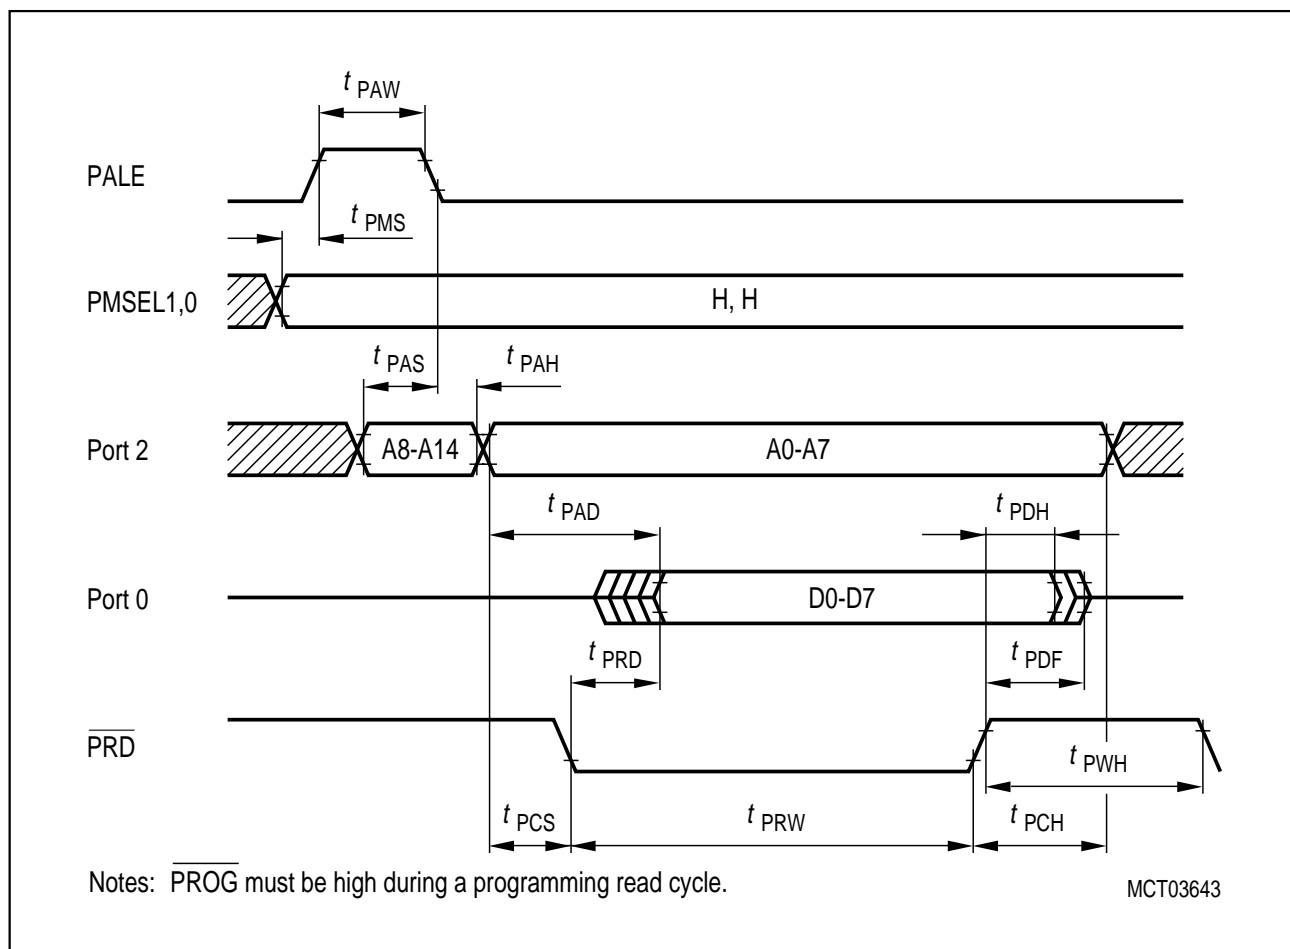 t PAW
PALE
t PMS
PMSEL1,0
H, H
t PAS
t PAH
Port 2
A8-A14
A0-A7
t PAD
t PDH
Port 0
D0-D7
t PRD
t PDF
PRD
t PWH
t PCS
t PRW
t PCH
Notes: PROG must be high during a programming read cycle.
MCT03643